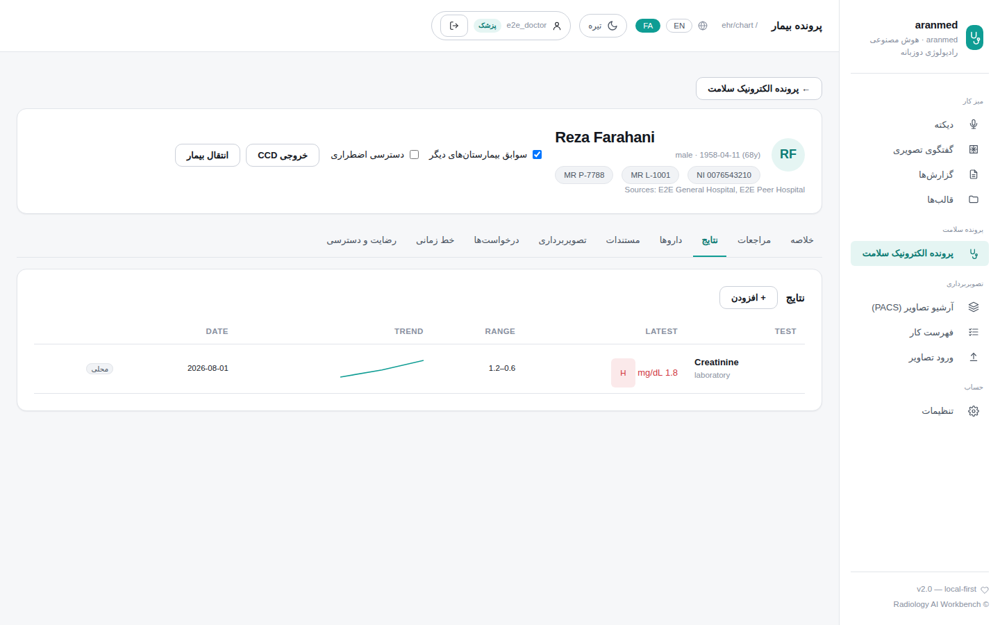 aranmed
aranmed · هوش مصنوعی
رادیولوژی دوزبانه
میز کار
دیکته
گفتگوی تصویری
گزارش‌ها
قالب‌ها
پرونده سلامت
پرونده الکترونیک سلامت
تصویربرداری
آرشیو تصاویر (PACS)
فهرست کار
ورود تصاویر
حساب
تنظیمات
v2.0 — local-first
Radiology AI Workbench ©
پرونده بیمار
ehr/chart /
EN
FA
تیره
e2e_doctor
پزشک
← پرونده الکترونیک سلامت
RF
Reza Farahani
male · 1958-04-11 (68y)
NI 0076543210
MR L-1001
MR P-7788
Sources: E2E General Hospital, E2E Peer Hospital
سوابق بیمارستان‌های دیگر
دسترسی اضطراری
خروجی CCD
انتقال بیمار
خلاصه
مراجعات
نتایج
داروها
مستندات
تصویربرداری
درخواست‌ها
خط زمانی
رضایت و دسترسی
نتایج
+ افزودن
TEST LATEST RANGE TREND DATE
Creatinine
laboratory
mg/dL 1.8
H
1.2–0.6
2026-08-01
محلی